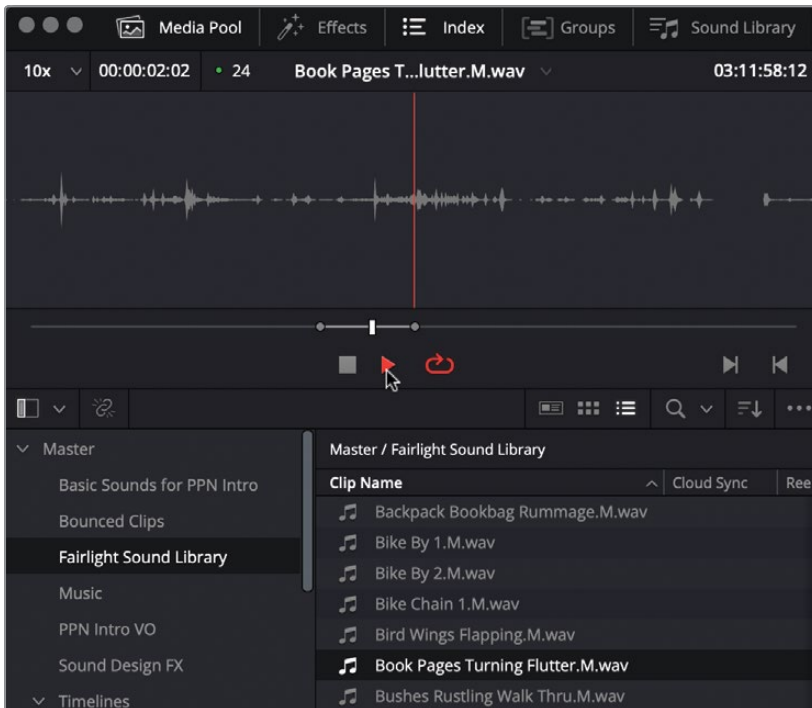 Media Pool Effects Index Groups Sound Library
10x 00:00:02:02 24 Book Pages T...lutter.M.wav 03:11:58:12
Master Master / Fairlight Sound Library
Basic Sounds for PPN Intro Clip Name Cloud Sync Ree
Bounced Clips Backpack Bookbag Rummage.M.wav
Fairlight Sound Library Bike By 1.M.wav
Bike By 2.M.wav
Music Bike Chain 1.M.wav
PPN Intro VO Bird Wings Flapping.M.wav
Sound Design FX Book Pages Turning Flutter.M.wav
Timelines Bushes Rustling Walk Thru.M.wav